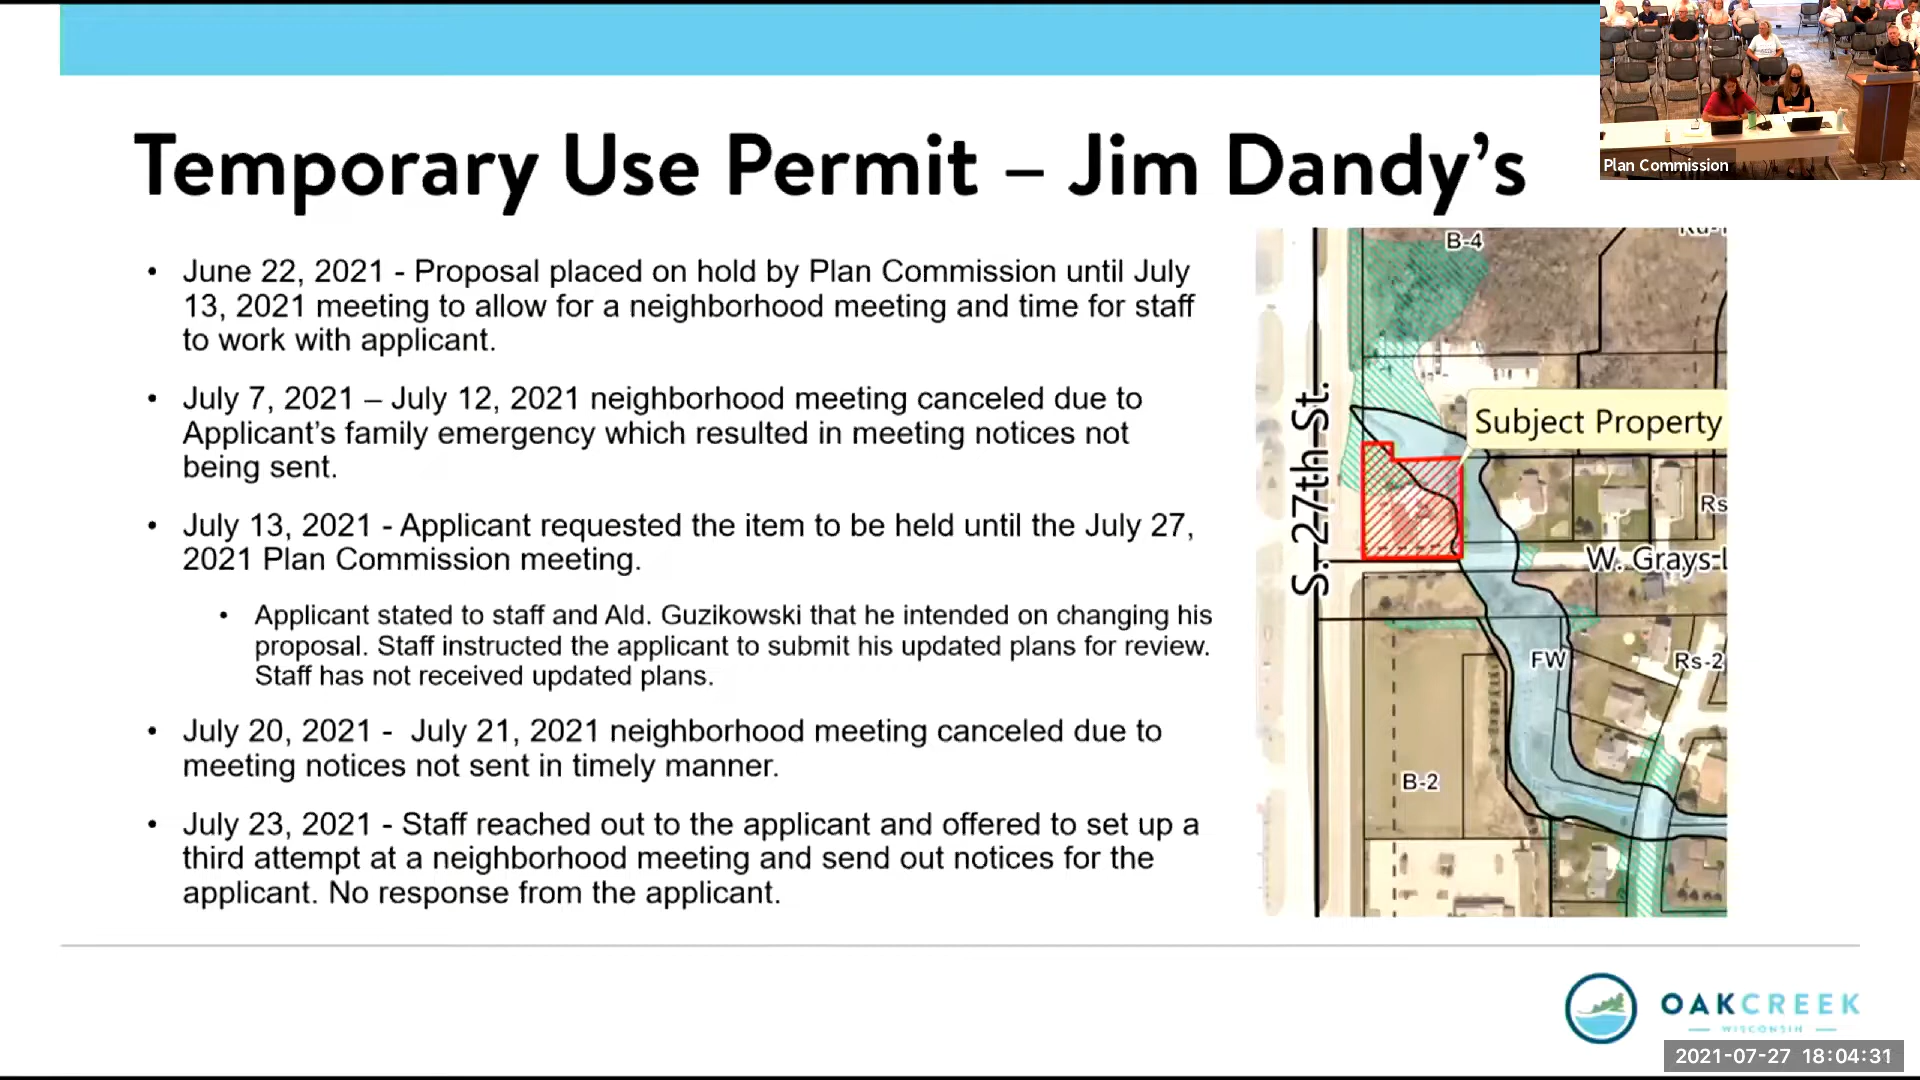 Temporary Use Permit – Jim Dandy's
• June 22, 2021 - Proposal placed on hold by Plan Commission until July
13, 2021 meeting to allow for a neighborhood meeting and time for staff
to work with applicant.
• July 7, 2021 – July 12, 2021 neighborhood meeting canceled due to
Applicant's family emergency which resulted in meeting notices not
being sent.
• July 13, 2021 - Applicant requested the item to be held until the July 27,
2021 Plan Commission meeting.
• Applicant stated to staff and Ald. Guzikowski that he intended on changing his
proposal. Staff instructed the applicant to submit his updated plans for review.
Staff has not received updated plans.
• July 20, 2021 - July 21, 2021 neighborhood meeting canceled due to
meeting notices not sent in timely manner.
• July 23, 2021 - Staff reached out to the applicant and offered to set up a
third attempt at a neighborhood meeting and send out notices for the
applicant. No response from the applicant.
Plan Commission
B-4
Subject Property
S. 27th St.
Rs
W. Grays L
FW
Rs-2
B-2
OAKCREEK
WISCONSIN
2021-07-27 18:04:31